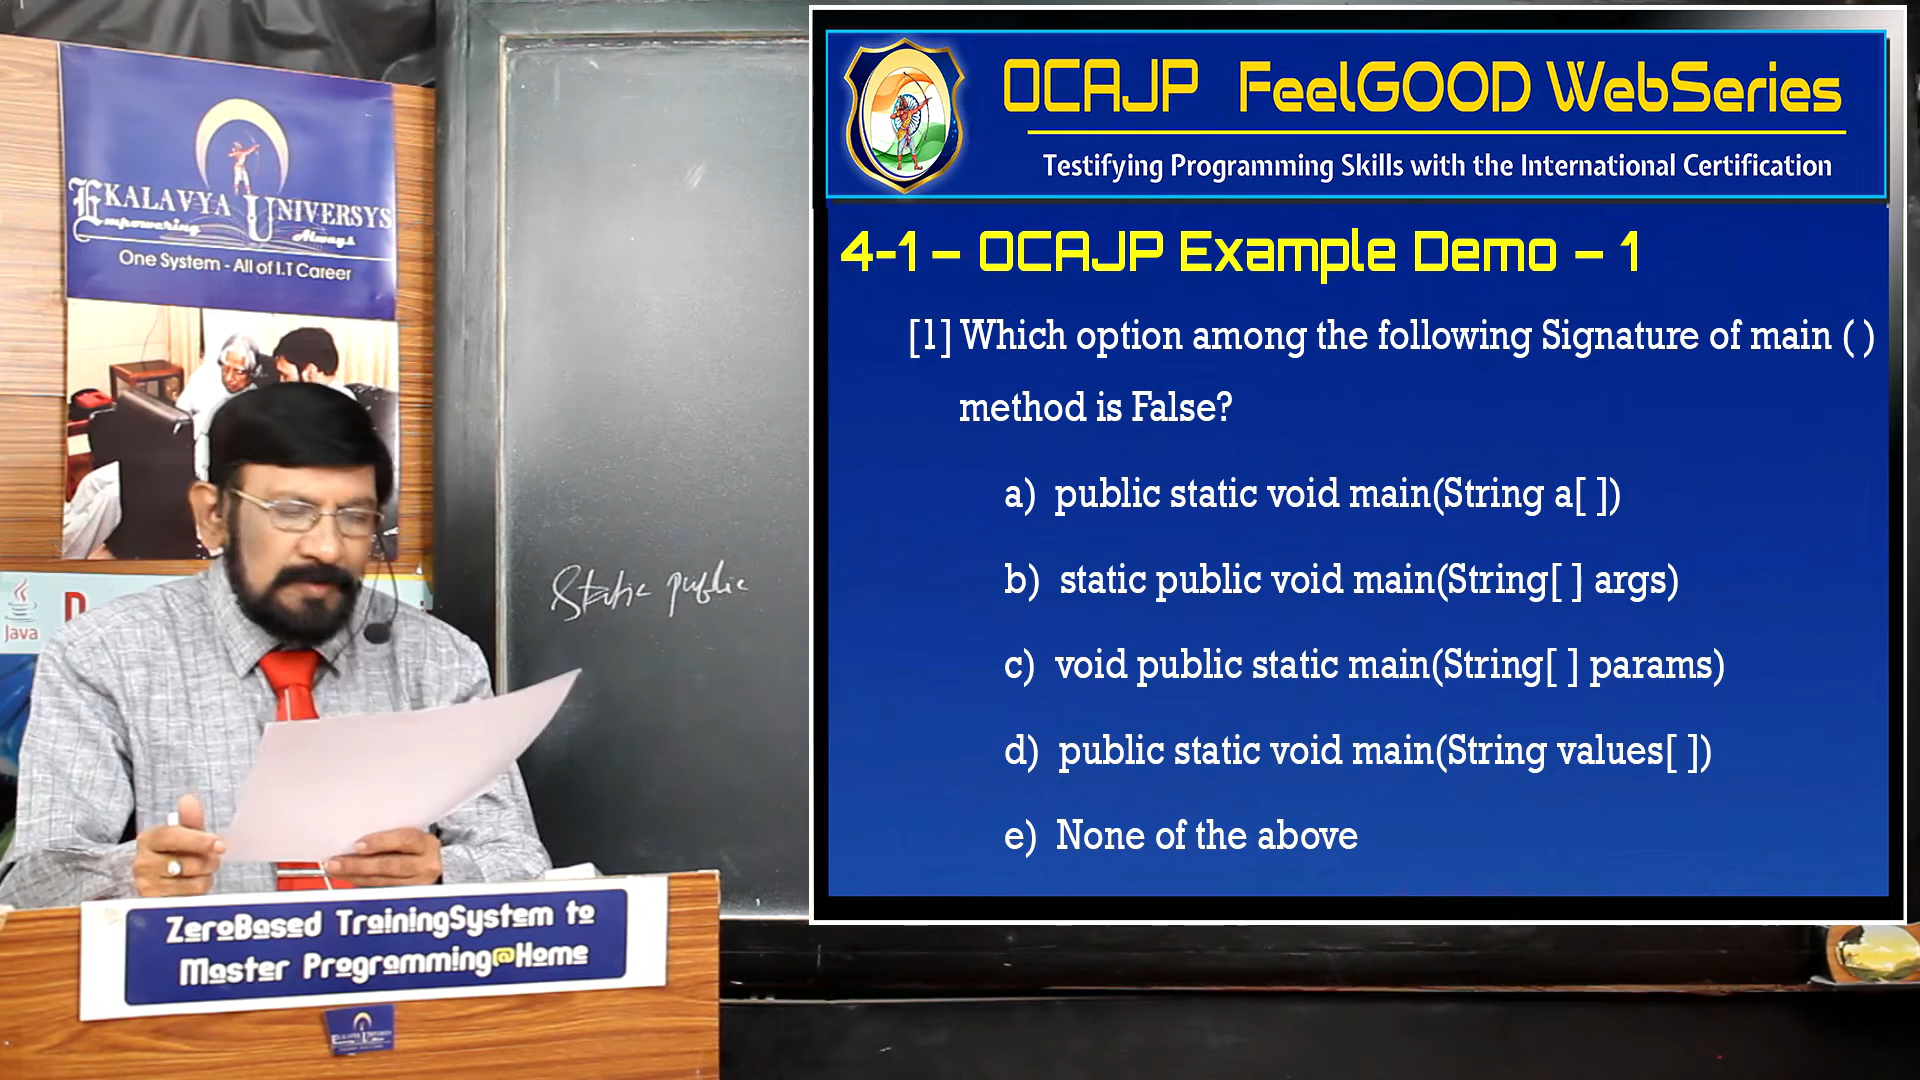 EKALAVYA UNIVERSYS
Empowering Always
One System - All of I.T Career
Java
Static public
ZeroBased TrainingSystem to
Master Programming@Home
OCAJP FeelGOOD WebSeries
Testifying Programming Skills with the International Certification
4-1 – OCAJP Example Demo – 1
[1] Which option among the following Signature of main ( )
method is False?
a) public static void main(String a[ ])
b) static public void main(String[ ] args)
c) void public static main(String[ ] params)
d) public static void main(String values[ ])
e) None of the above